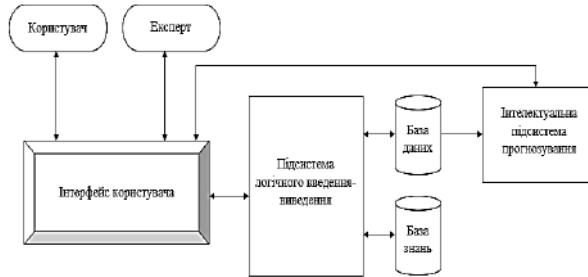 Користувач
Експерт
Інтерфейс користувача
Підсистема
логічного введення-
виведення
База
даних
База
знань
Інтелектуальна
підсистема
прогнозування